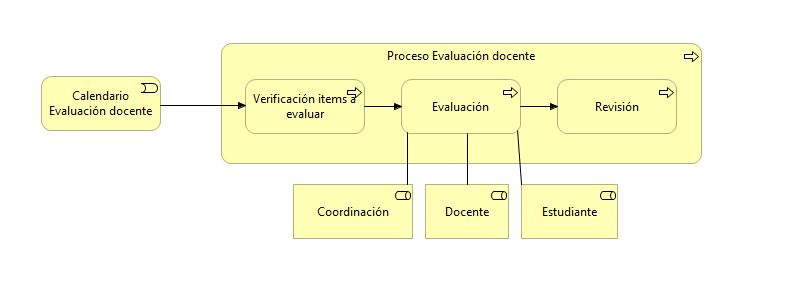 Proceso Evaluación docente
Calendario
Evaluación docente
Verificación items a
evaluar
Evaluación
Revisión
Coordinación
Docente
Estudiante